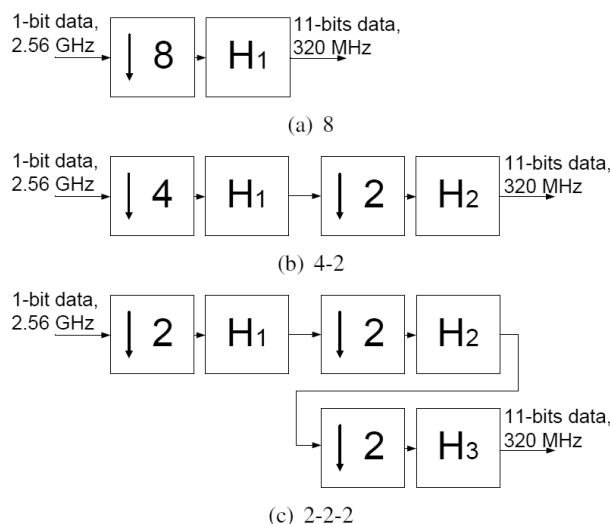 1-bit data,
2.56 GHz
↓ 8
H1
11-bits data,
320 MHz
(a) 8
1-bit data,
2.56 GHz
↓ 4
H1
↓ 2
H2
11-bits data,
320 MHz
(b) 4-2
1-bit data,
2.56 GHz
↓ 2
H1
↓ 2
H2
↓ 2
H3
11-bits data,
320 MHz
(c) 2-2-2